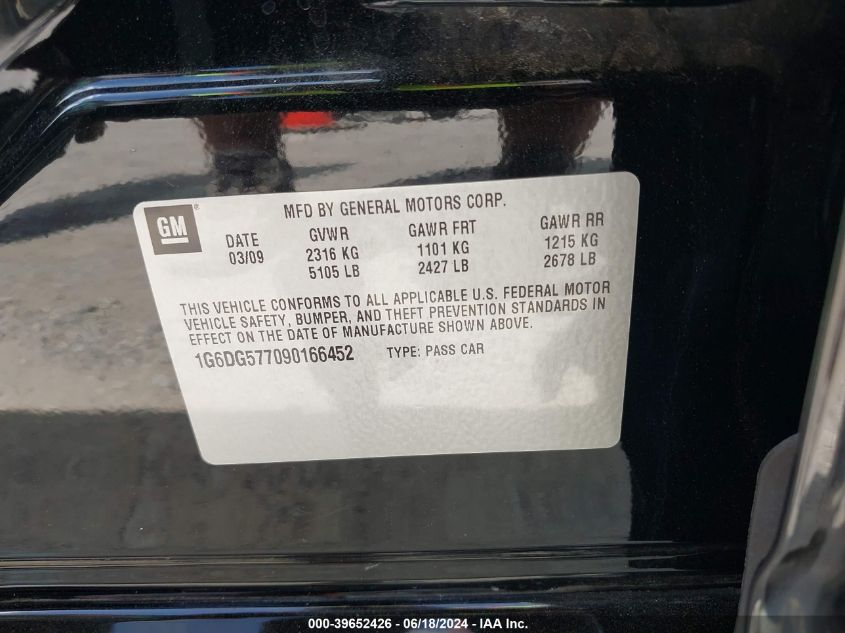 GM
®
MFD BY GENERAL MOTORS CORP.
DATE GVWR GAWR FRT GAWR RR
03/09 2316 KG 1101 KG 1215 KG
5105 LB 2427 LB 2678 LB
THIS VEHICLE CONFORMS TO ALL APPLICABLE U.S. FEDERAL MOTOR
VEHICLE SAFETY, BUMPER, AND THEFT PREVENTION STANDARDS IN
EFFECT ON THE DATE OF MANUFACTURE SHOWN ABOVE.
1G6DG577090166452 TYPE: PASS CAR
000-39652426 - 06/18/2024 - IAA Inc.